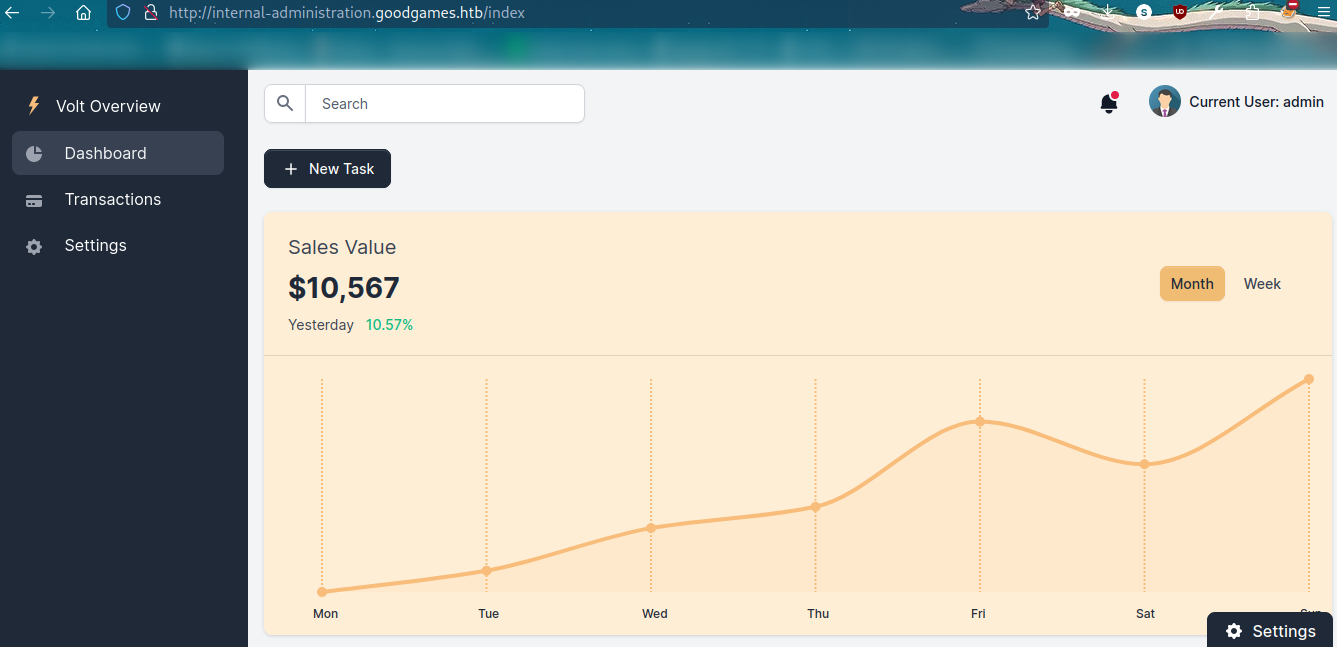 http://internal-administration.goodgames.htb/index
Volt Overview
Dashboard
Transactions
Settings
Search
Current User: admin
New Task
Sales Value
$10,567
Yesterday 10.57%
Month Week
Mon Tue Wed Thu Fri Sat
Settings